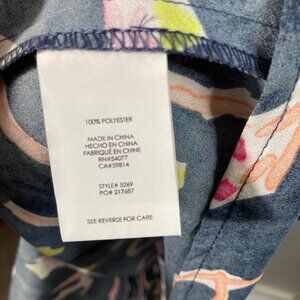 100% POLYESTER
MADE IN CHINA
HECHO EN CHINA
FABRIQUÉ EN CHINE
RN#54077
CA#59814
STYLE# 5269
PO# 217687
SEE REVERSE FOR CARE